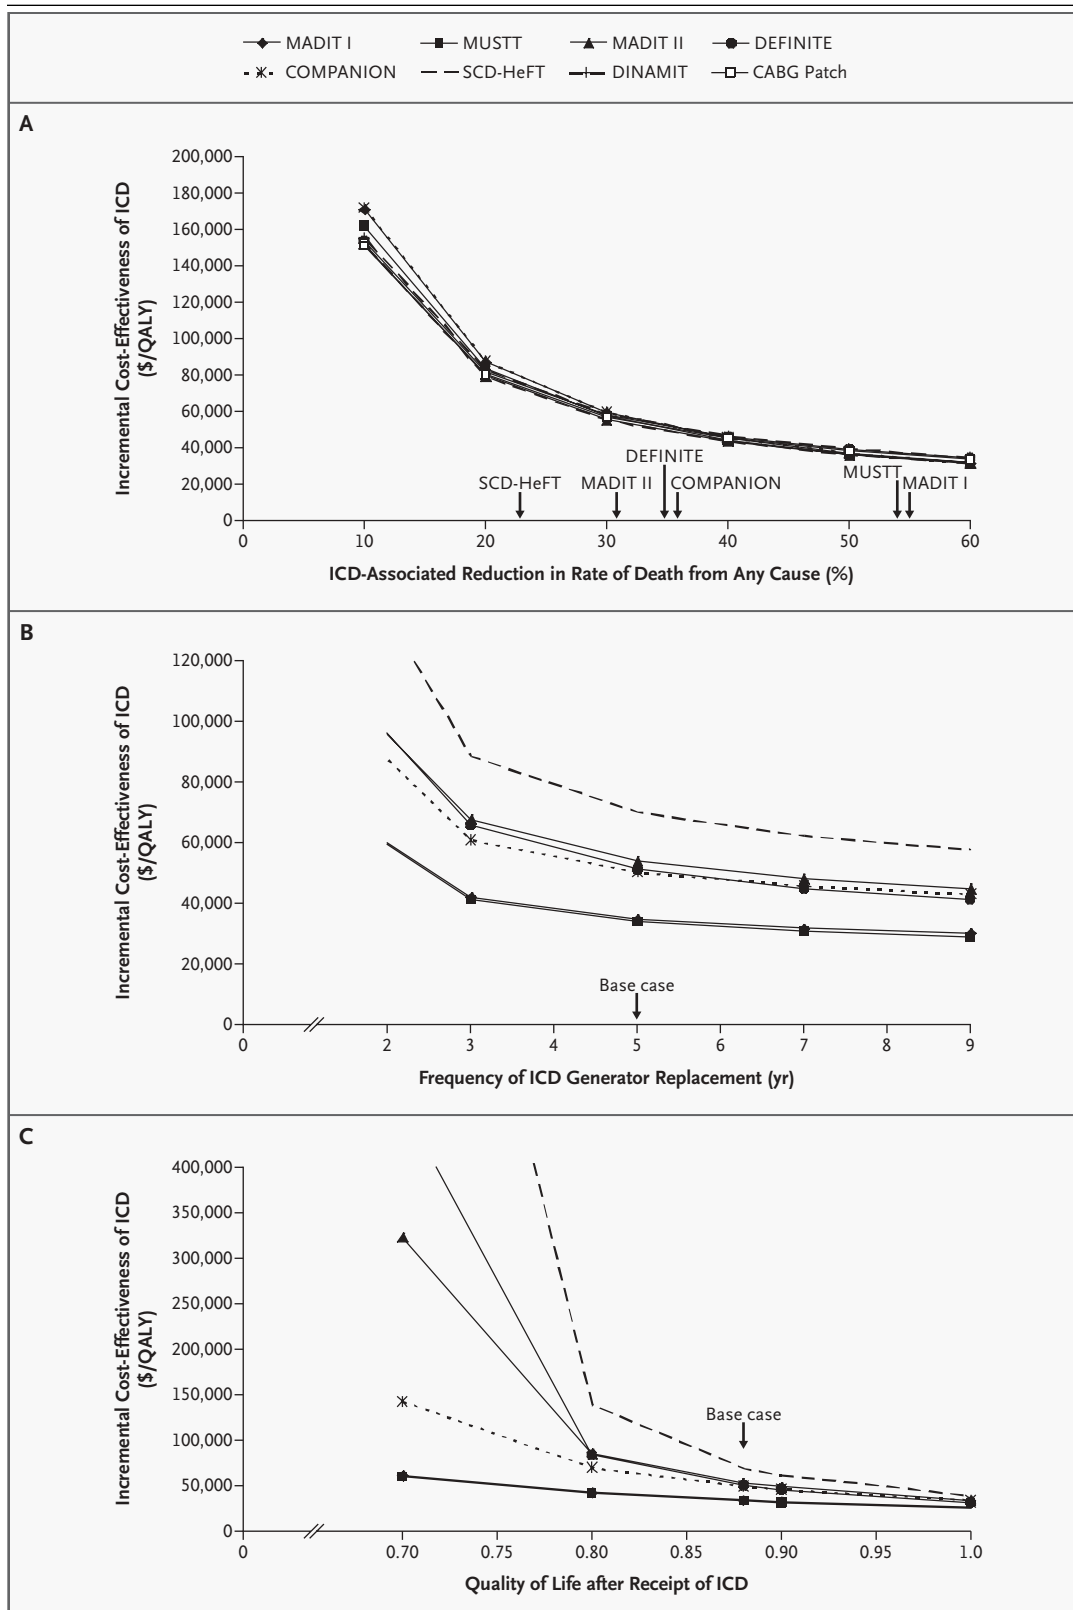 MADIT I MUSTT MADIT II DEFINITE
COMPANION SCD-HeFT DINAMIT CABG Patch
A
Incremental Cost-Effectiveness of ICD
($/QALY)
200,000
180,000
160,000
140,000
120,000
100,000
80,000
60,000
40,000
20,000
0
DEFINITE
MUSTT
SCD-HeFT MADIT II COMPANION MADIT I
0 10 20 30 40 50 60
ICD-Associated Reduction in Rate of Death from Any Cause (%)
B
Incremental Cost-Effectiveness of ICD
($/QALY)
120,000
100,000
80,000
60,000
40,000
20,000
0
Base case
0 2 3 4 5 6 7 8 9
Frequency of ICD Generator Replacement (yr)
C
Incremental Cost-Effectiveness of ICD
($/QALY)
400,000
350,000
300,000
250,000
200,000
150,000
100,000
50,000
0
Base case
0 0.70 0.75 0.80 0.85 0.90 0.95 1.0
Quality of Life after Receipt of ICD